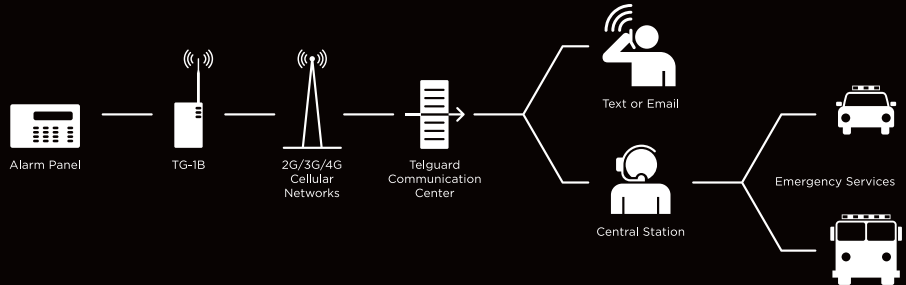 Text or Email
Alarm Panel
TG-1B
2G/3G/4G
Cellular
Networks
Telguard
Communication
Center
Emergency Services
Central Station